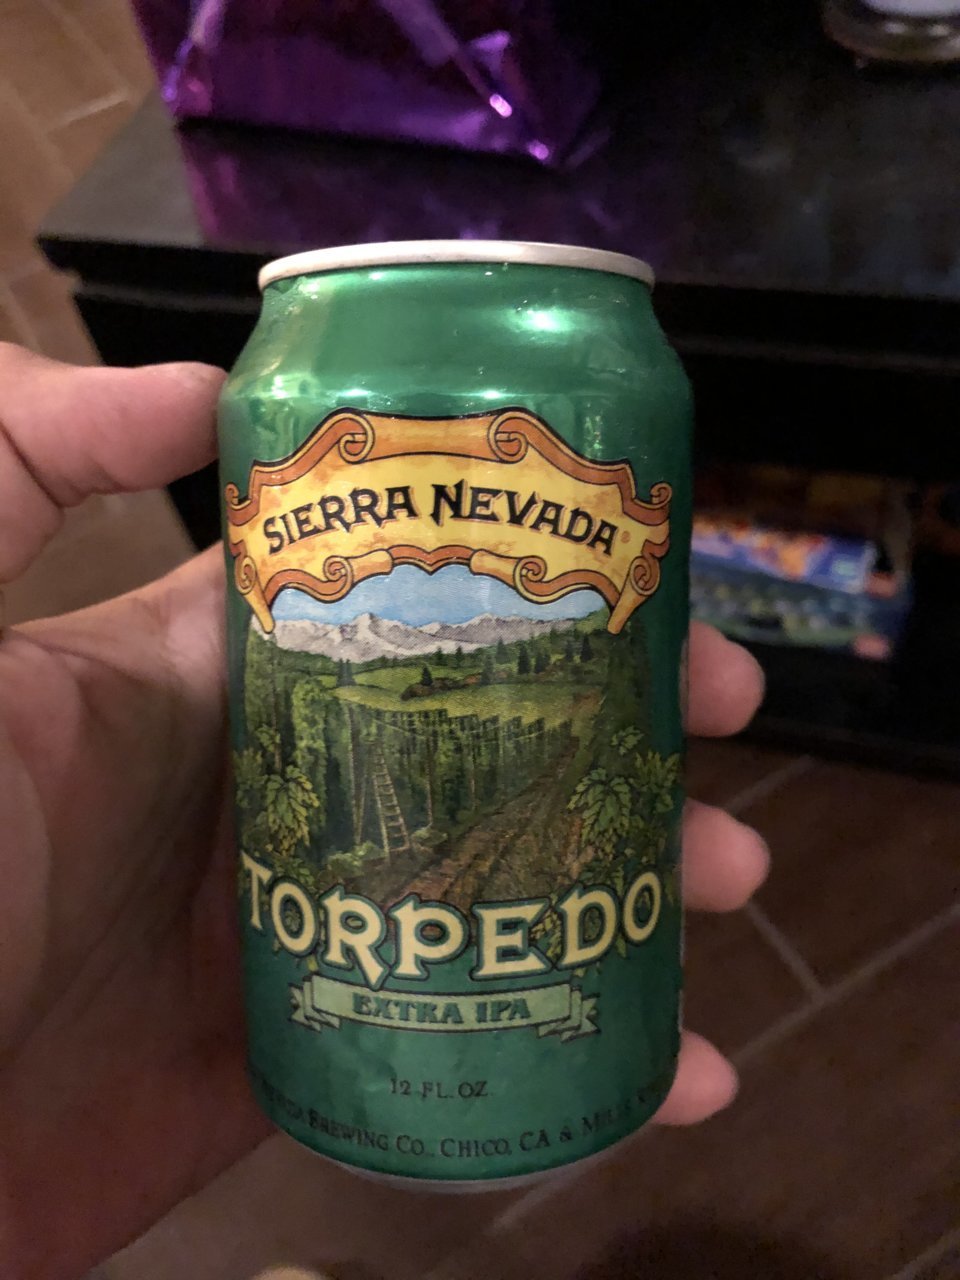 SIERRA NEVADA®
TORPEDO
EXTRA IPA
12 FL. OZ.
BREWING CO., CHICO, CA &